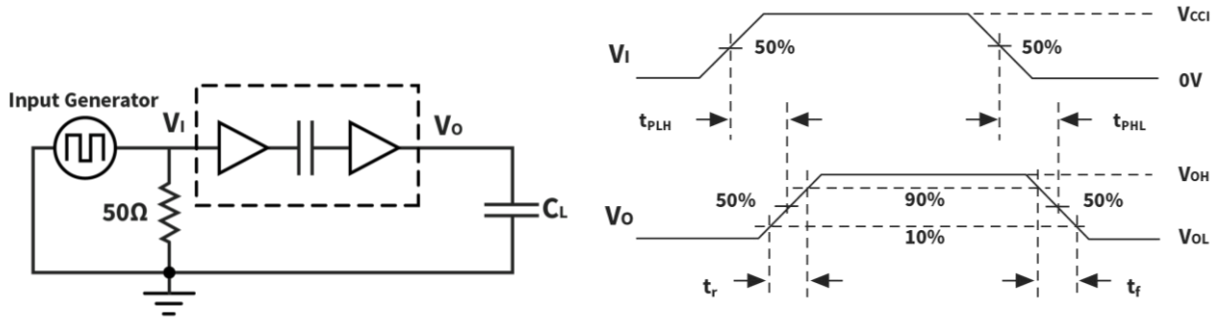 Input Generator
VI
VO
50Ω
CL
VI
50%
50%
VCCI
0V
tPLH
tPHL
VO
50%
90%
50%
VOH
10%
VOL
tr
tf